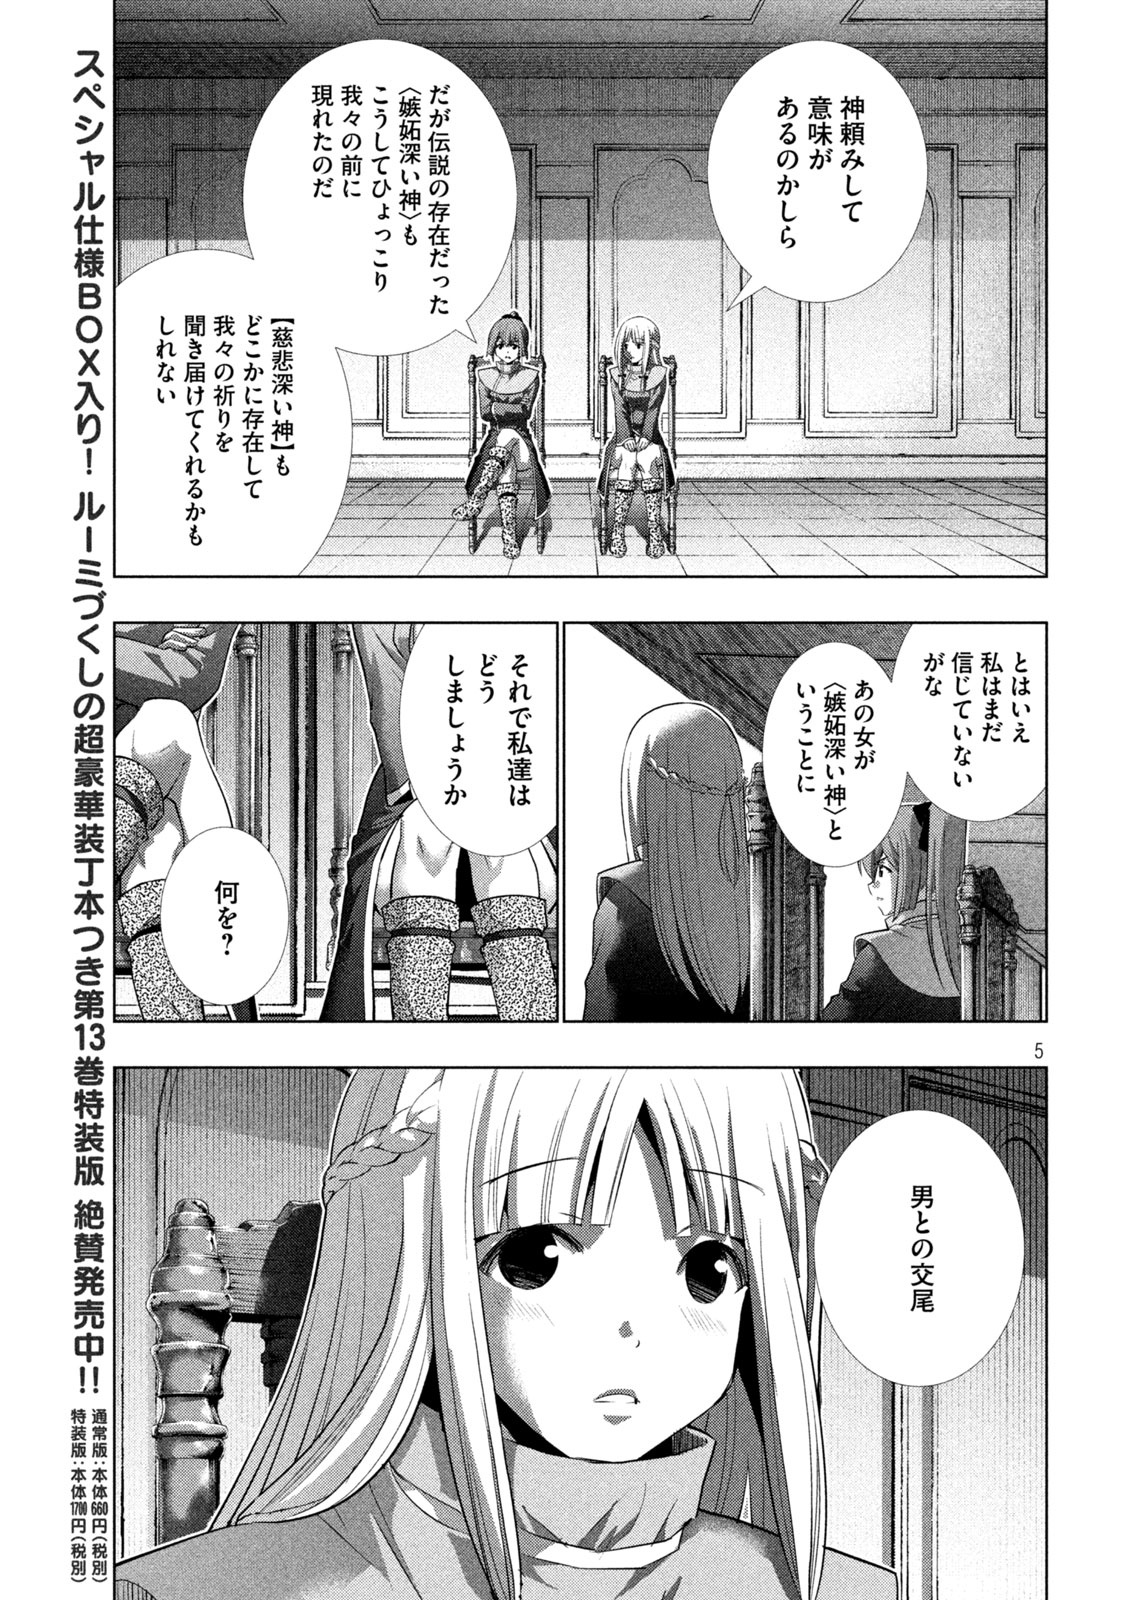 神頼みして
意味が
あるのかしら
だが伝説の存在だった
〈嫉妬深い神〉も
こうしてひょっこり
我々の前に
現れたのだ
【慈悲深い神】も
どこかに存在して
我々の祈りを
聞き届けてくれるかも
しれない
とはいえ
私はまだ
信じていない
がな
あの女が
〈嫉妬深い神〉と
いうことに
それで私達は
どう
しましょうか
何を？
5
男との交尾
スペシャル仕様BOX入り！ ルーミづくしの超豪華装丁本つき第13巻特装版 絶賛発売中!!
通常版：本体660円（税別）
特装版：本体1700円（税別）